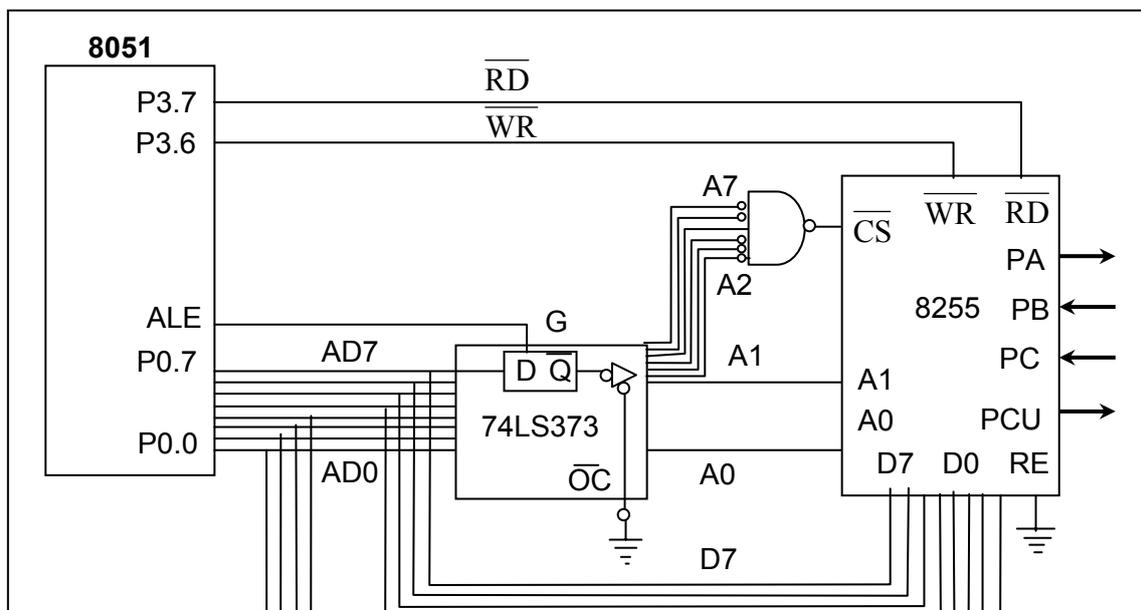 8051
P3.7
P3.6
ALE
P0.7
P0.0
RD
WR
AD7
AD0
G
D Q
74LS373
OC
A7
A2
A1
A0
D7
CS
WR RD
PA
8255 PB
PC
A1
A0 PCU
D7 D0 RE